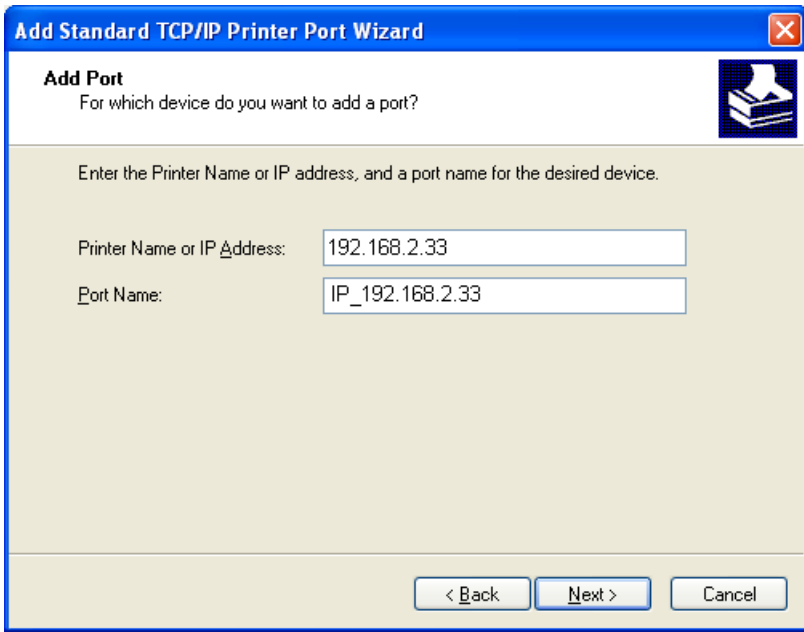 Add Standard TCP/IP Printer Port Wizard
Add Port
For which device do you want to add a port?
Enter the Printer Name or IP address, and a port name for the desired device.
Printer Name or IP Address: 192.168.2.33
Port Name: IP_192.168.2.33
< Back Next > Cancel